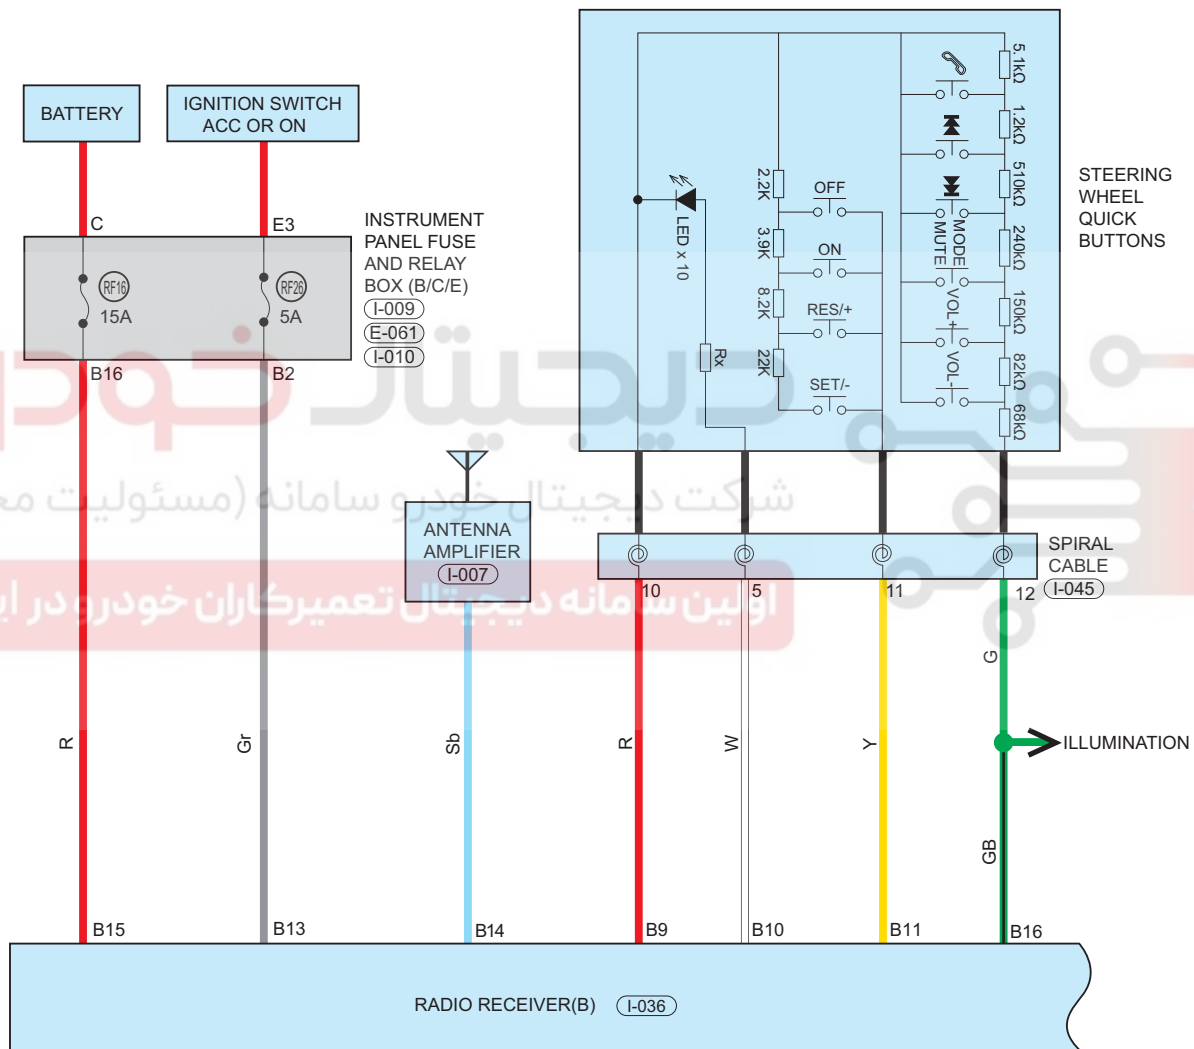 BATTERY
IGNITION SWITCH
ACC OR ON
C
E3
RF16
15A
RF26
5A
B16
B2
INSTRUMENT
PANEL FUSE
AND RELAY
BOX (B/C/E)
I-009
E-061
I-010
5.1kΩ
1.2kΩ
510kΩ
240kΩ
150kΩ
82kΩ
68kΩ
MODE
MUTE
VOL+
VOL-
2.2K
3.9K
8.2K
22K
OFF
ON
RES/+
SET/-
LED x 10
Rx
STEERING
WHEEL
QUICK
BUTTONS
دیجیتال خودرو
شرکت دیجیتال خودرو سامانه (مسئولیت
اولین سامانه دیجیتال تعمیرکاران خودرو در
ANTENNA
AMPLIFIER
I-007
SPIRAL
CABLE
I-045
10
5
11
12
G
R
Gr
Sb
R
W
Y
ILLUMINATION
GB
B15
B13
B14
B9
B10
B11
B16
RADIO RECEIVER(B)
I-036